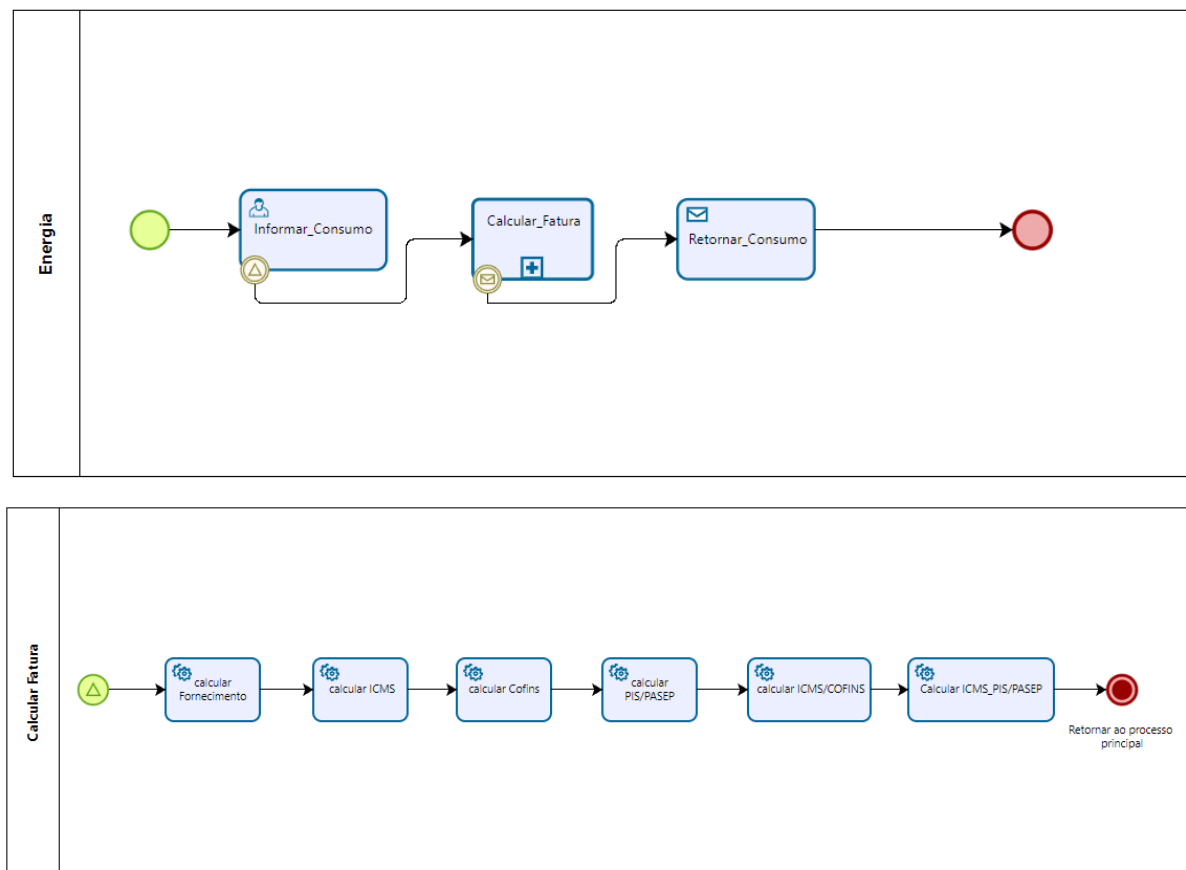 Energia
Informar_Consumo
Calcular_Fatura
Retornar_Consumo
Calcular Fatura
calcular
Fornecimento
calcular ICMS
calcular Cofins
calcular
PIS/PASEP
calcular ICMS/COFINS
Calcular ICMS_PIS/PASEP
Retornar ao processo
principal